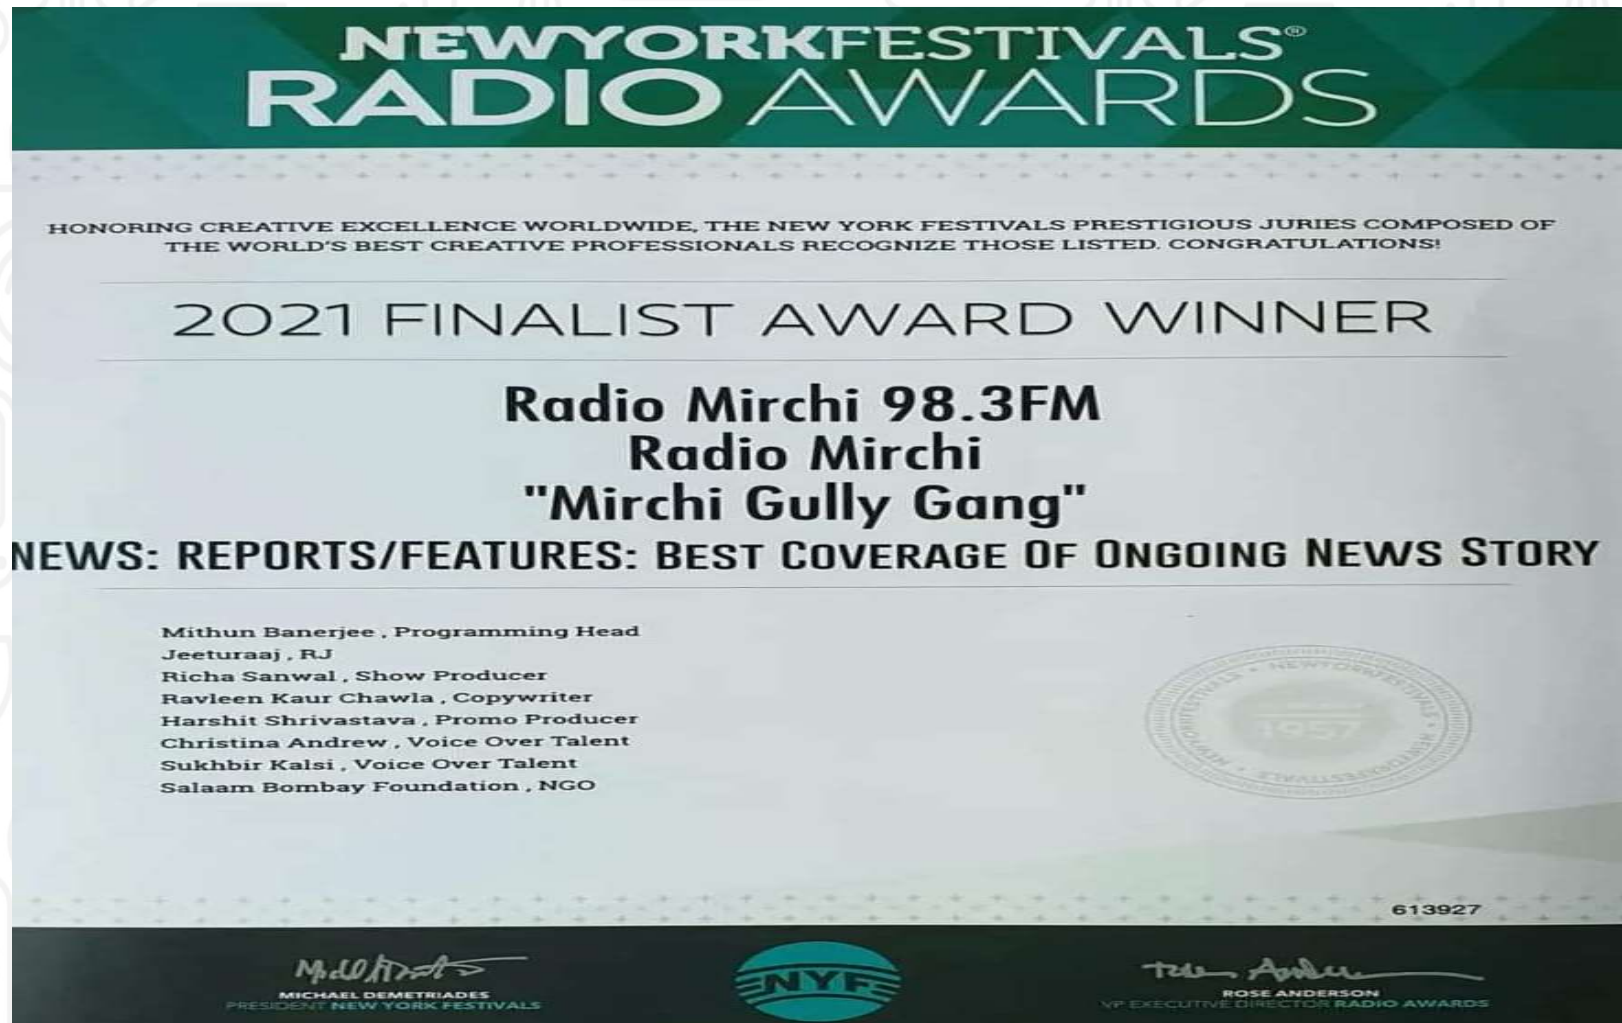 NEWYORKFESTIVALS®
RADIO AWARDS
HONORING CREATIVE EXCELLENCE WORLDWIDE, THE NEW YORK FESTIVALS PRESTIGIOUS JURIES COMPOSED OF
THE WORLD'S BEST CREATIVE PROFESSIONALS RECOGNIZE THOSE LISTED. CONGRATULATIONS!
2021 FINALIST AWARD WINNER
Radio Mirchi 98.3FM
Radio Mirchi
"Mirchi Gully Gang"
NEWS: REPORTS/FEATURES: BEST COVERAGE OF ONGOING NEWS STORY
Mithun Banerjee , Programming Head
Jeeturaaj , RJ
Richa Sanwal , Show Producer
Ravleen Kaur Chawla , Copywriter
Harshit Shrivastava , Promo Producer
Christina Andrew , Voice Over Talent
Sukhbir Kalsi , Voice Over Talent
Salaam Bombay Foundation , NGO
NEWYORKFESTIVALS • NEWYORKFESTIVALS • NEWYORKFESTIVALS
1957
613927
MICHAEL DEMETRIADES
PRESIDENT NEW YORK FESTIVALS
NYF
ROSE ANDERSON
VP EXECUTIVE DIRECTOR RADIO AWARDS